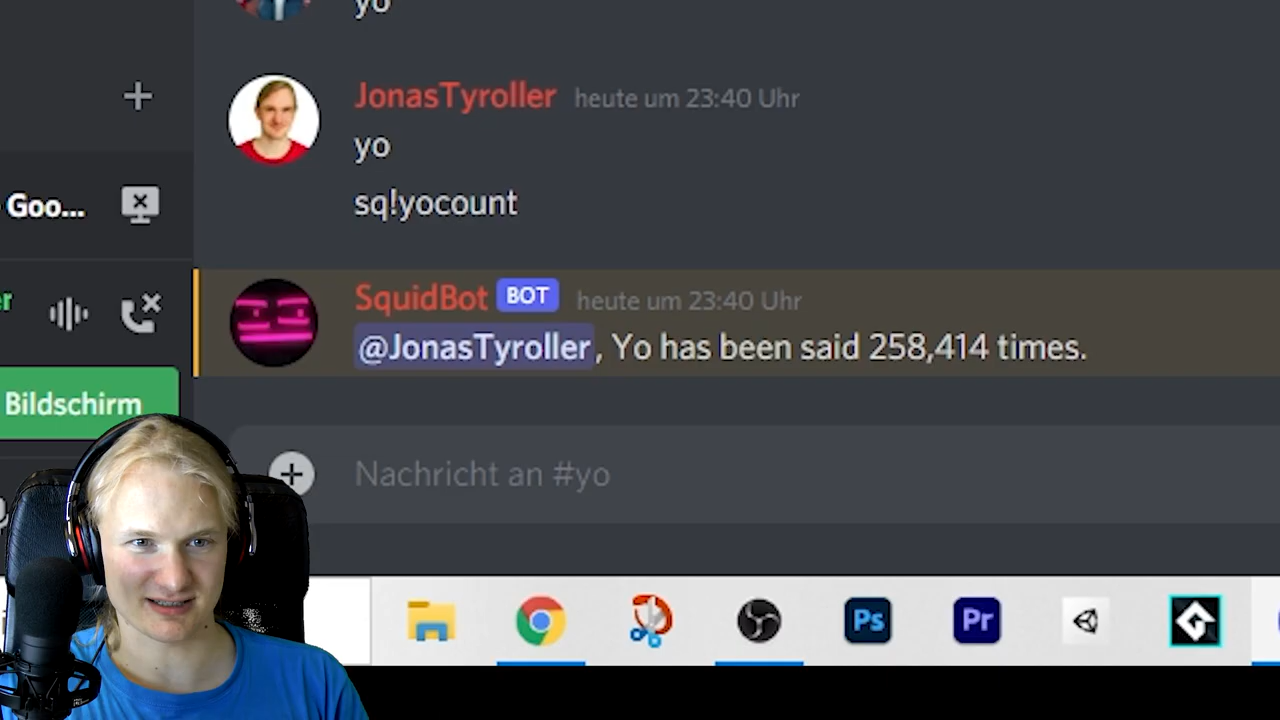 yo
JonasTyroller heute um 23:40 Uhr
yo
sq!yocount
Goo...
SquidBot BOT heute um 23:40 Uhr
er
@JonasTyroller, Yo has been said 258,414 times.
Bildschirm
Nachricht an #yo
Ps
Pr